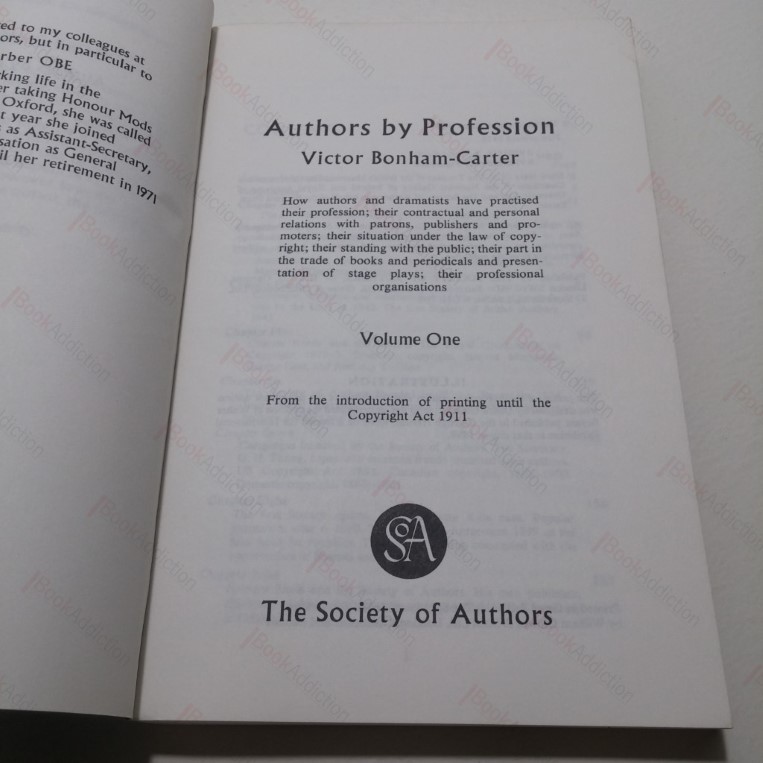 ed to my colleagues at
ors, but in particular to
rber OBE
king life in the
er taking Honour Mods
Oxford, she was called
t year she joined
s as Assistant-Secretary,
sation as General
il her retirement in 1971
Authors by Profession
Victor Bonham-Carter
How authors and dramatists have practised
their profession; their contractual and personal
relations with patrons, publishers and pro-
moters; their situation under the law of copy-
right; their standing with the public; their part in
the trade of books and periodicals and presen-
tation of stage plays; their professional
organisations
Volume One
From the introduction of printing until the
Copyright Act 1911
SoA
The Society of Authors
BookAddiction